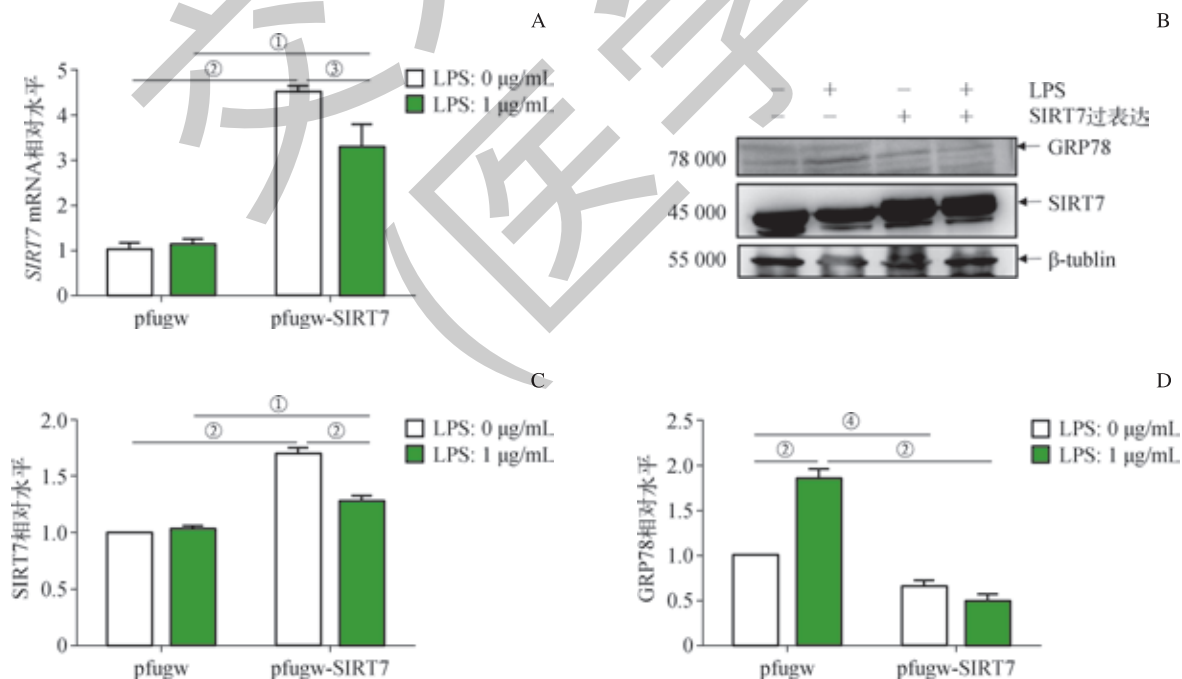 A
①
②
③
SIRT7 mRNA相对水平
5
4
3
2
1
0
LPS: 0 μg/mL
LPS: 1 μg/mL
pfugw
pfugw-SIRT7
B
− + − + LPS
− − + + SIRT7过表达
78 000
GRP78
45 000
SIRT7
55 000
β-tublin
C
①
②
②
SIRT7相对水平
2.0
1.5
1.0
0.5
0
LPS: 0 μg/mL
LPS: 1 μg/mL
pfugw
pfugw-SIRT7
D
④
②
②
GRP78相对水平
2.5
2.0
1.5
1.0
0.5
0
LPS: 0 μg/mL
LPS: 1 μg/mL
pfugw
pfugw-SIRT7
(医学